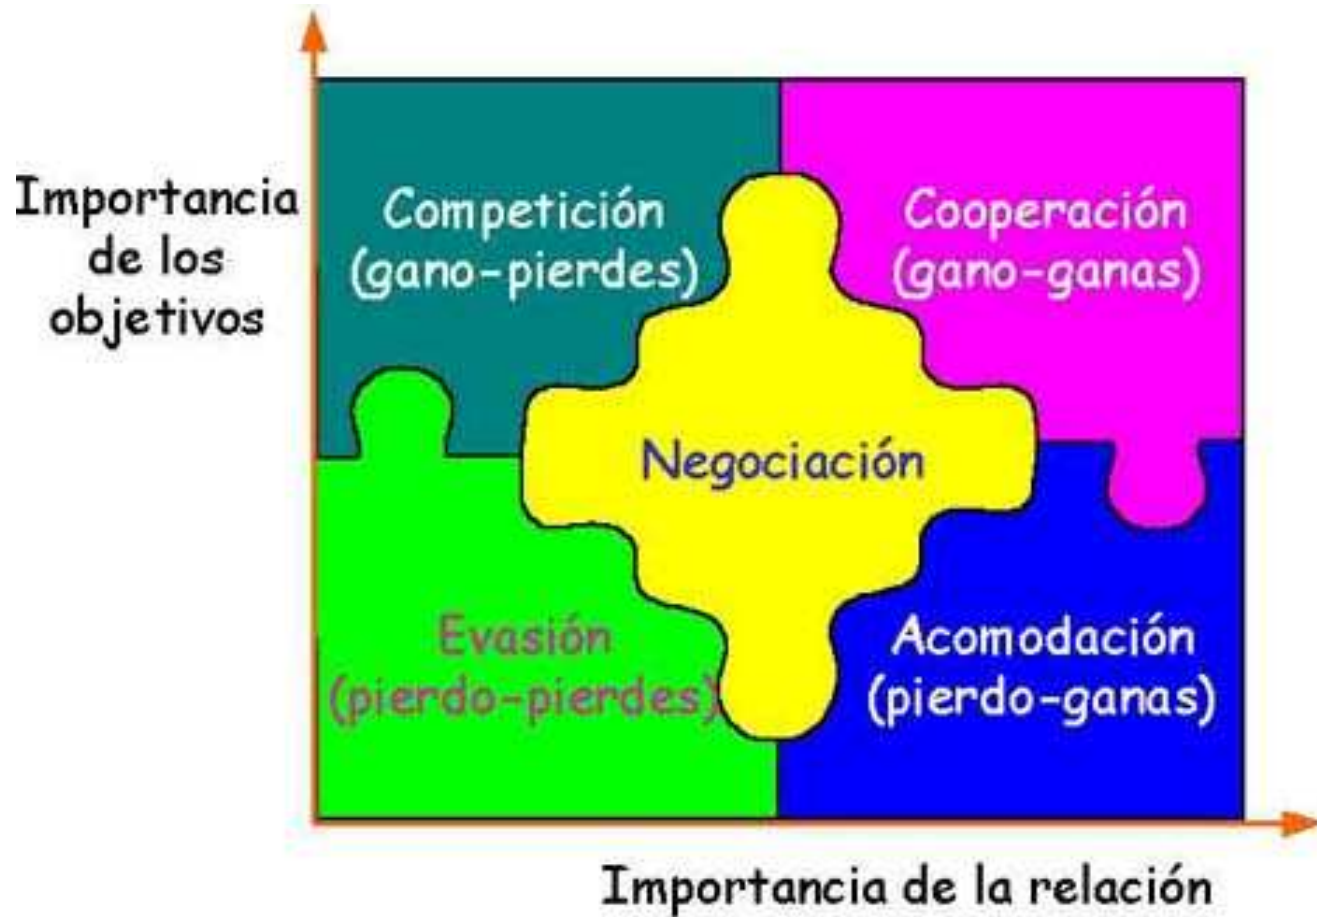 Importancia
de los
objetivos
Competición
(gano-pierdes)
Cooperación
(gano-ganas)
Negociación
Evasión
(pierdo-pierdes)
Acomodación
(pierdo-ganas)
Importancia de la relación